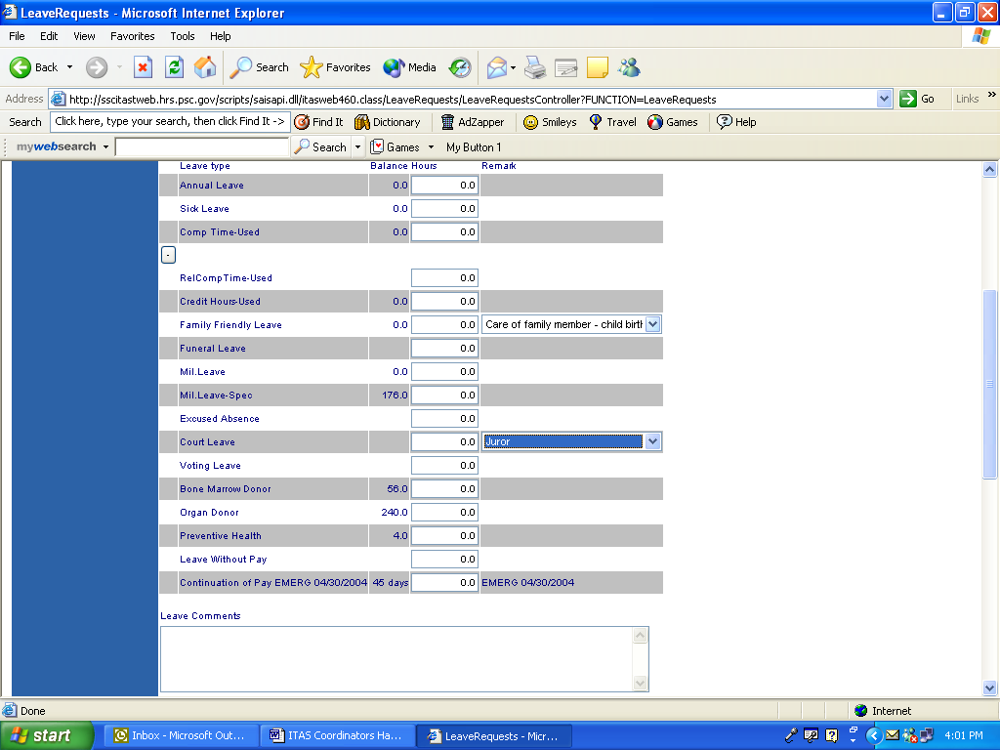 LeaveRequests - Microsoft Internet Explorer
File Edit View Favorites Tools Help
Back Search Favorites Media
Address http://sscitastweb.hrs.psc.gov/scripts/saisapi.dll/itasweb460.class/LeaveRequests/LeaveRequestsController?FUNCTION=LeaveRequests Go Links »
Search Click here, type your search, then click Find It -> Find It Dictionary AdZapper Smileys Travel Games Help
mywebsearch Search Games My Button 1
Leave type Balance Hours Remark
Annual Leave 0.0 0.0
Sick Leave 0.0 0.0
Comp Time-Used 0.0 0.0
-
RelCompTime-Used 0.0
Credit Hours-Used 0.0 0.0
Family Friendly Leave 0.0 0.0 Care of family member - child birth
Funeral Leave 0.0
Mil.Leave 0.0 0.0
Mil.Leave-Spec 176.0 0.0
Excused Absence 0.0
Court Leave 0.0 Juror
Voting Leave 0.0
Bone Marrow Donor 56.0 0.0
Organ Donor 240.0 0.0
Preventive Health 4.0 0.0
Leave Without Pay 0.0
Continuation of Pay EMERG 04/30/2004 45 days 0.0 EMERG 04/30/2004
Leave Comments
Done Internet
start Inbox - Microsoft Out... ITAS Coordinators Ha... LeaveRequests - Micr... 4:01 PM